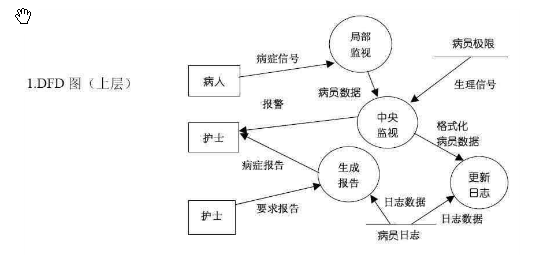 1.DFD 图（上层）
局部
监视
病员极限
病症信号
病人
病员数据
生理信号
报警
中央
监视
格式化
病员数据
护士
病症报告
生成
报告
更新
日志
护士
要求报告
日志数据
日志数据
病员日志